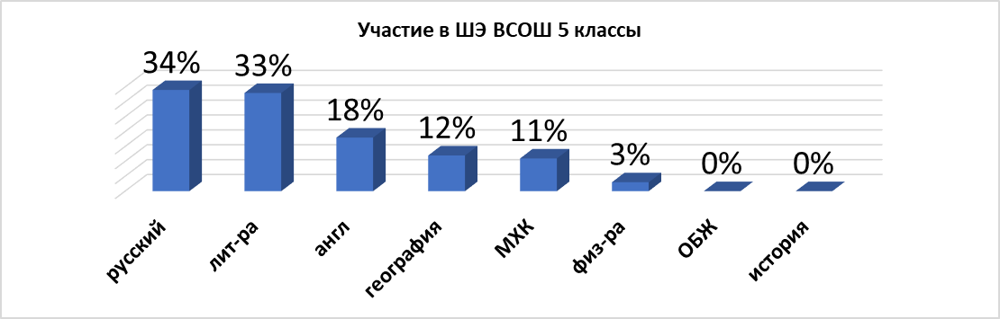 Участие в ШЭ ВСОШ 5 классы
34% 33% 18% 12% 11% 3% 0% 0%
русский лит-ра англ география МХК физ-ра ОБЖ история